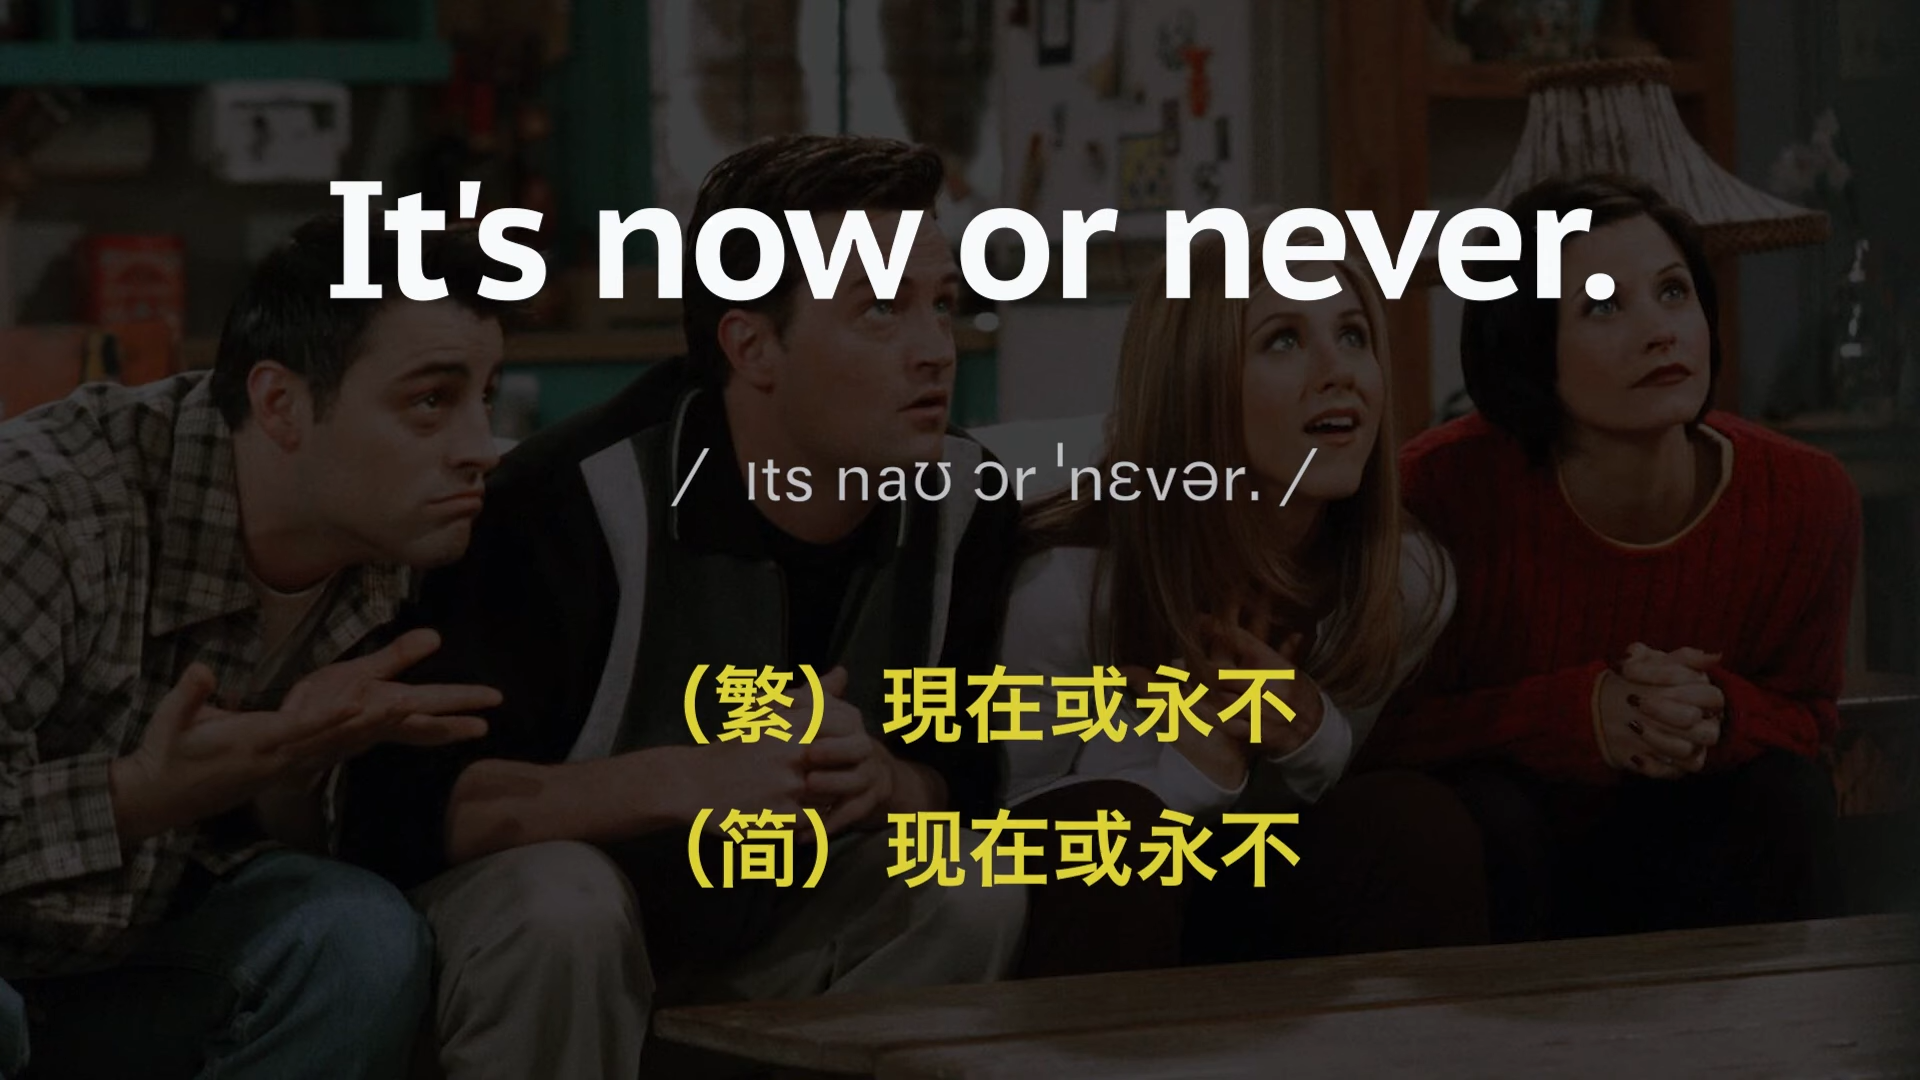 It's now or never.
/ ɪts naʊ ɔr ˈnɛvər. /
（繁）現在或永不
（简）现在或永不